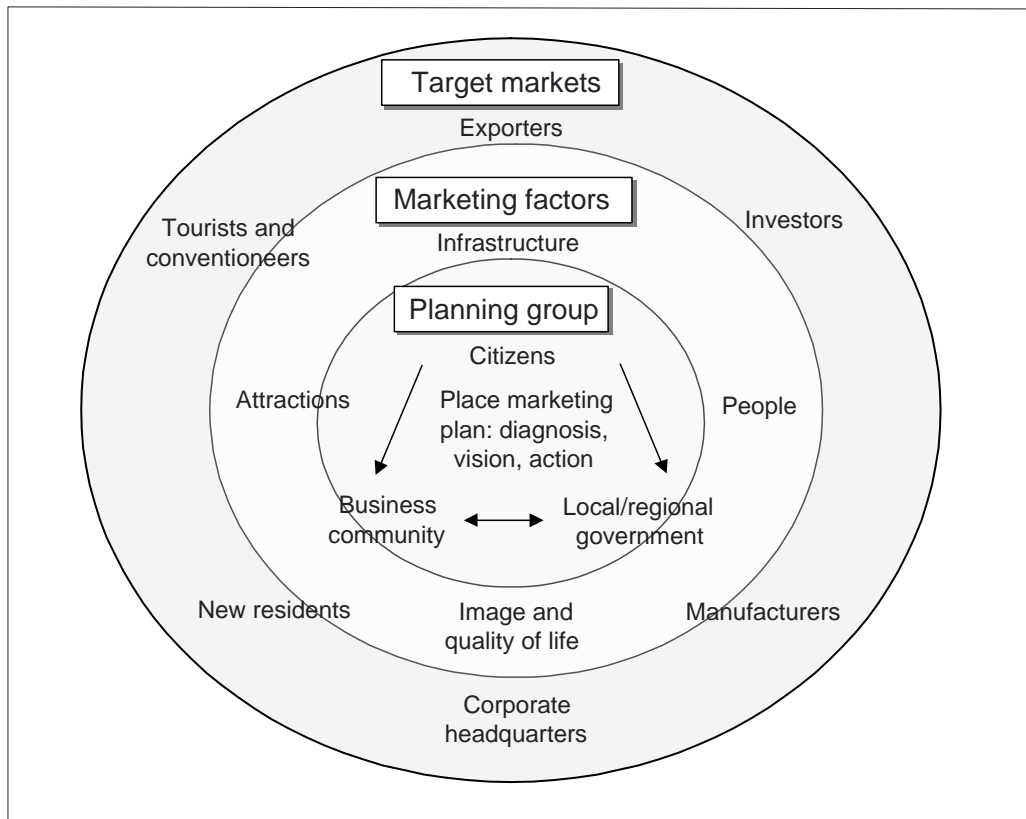 Target markets
Exporters
Marketing factors
Tourists and
conventioneers
Investors
Infrastructure
Planning group
Citizens
Attractions
Place marketing
plan: diagnosis,
vision, action
People
Business
community
Local/regional
government
New residents
Image and
quality of life
Manufacturers
Corporate
headquarters